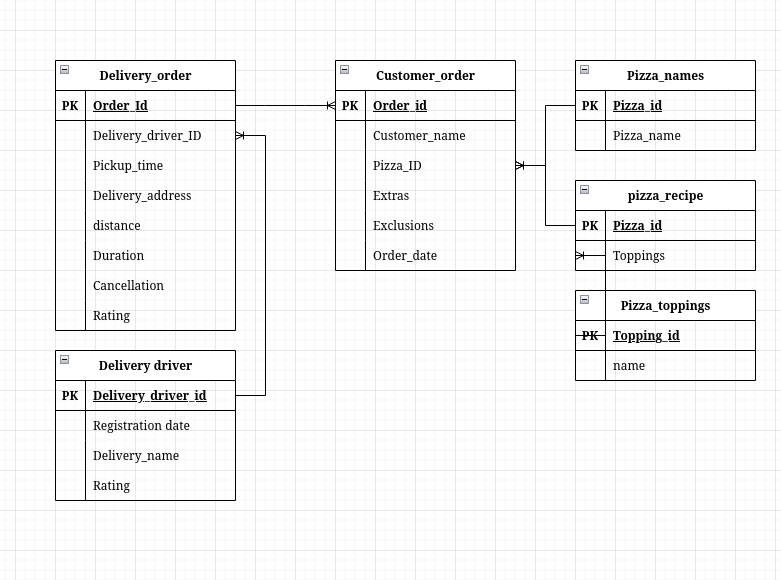 Delivery_order
PK Order_Id
Delivery_driver_ID
Pickup_time
Delivery_address
distance
Duration
Cancellation
Rating
Delivery driver
PK Delivery_driver_id
Registration date
Delivery_name
Rating
Customer_order
PK Order_id
Customer_name
Pizza_ID
Extras
Exclusions
Order_date
Pizza_names
PK Pizza_id
Pizza_name
pizza_recipe
PK Pizza_id
Toppings
Pizza_toppings
PK Topping_id
name